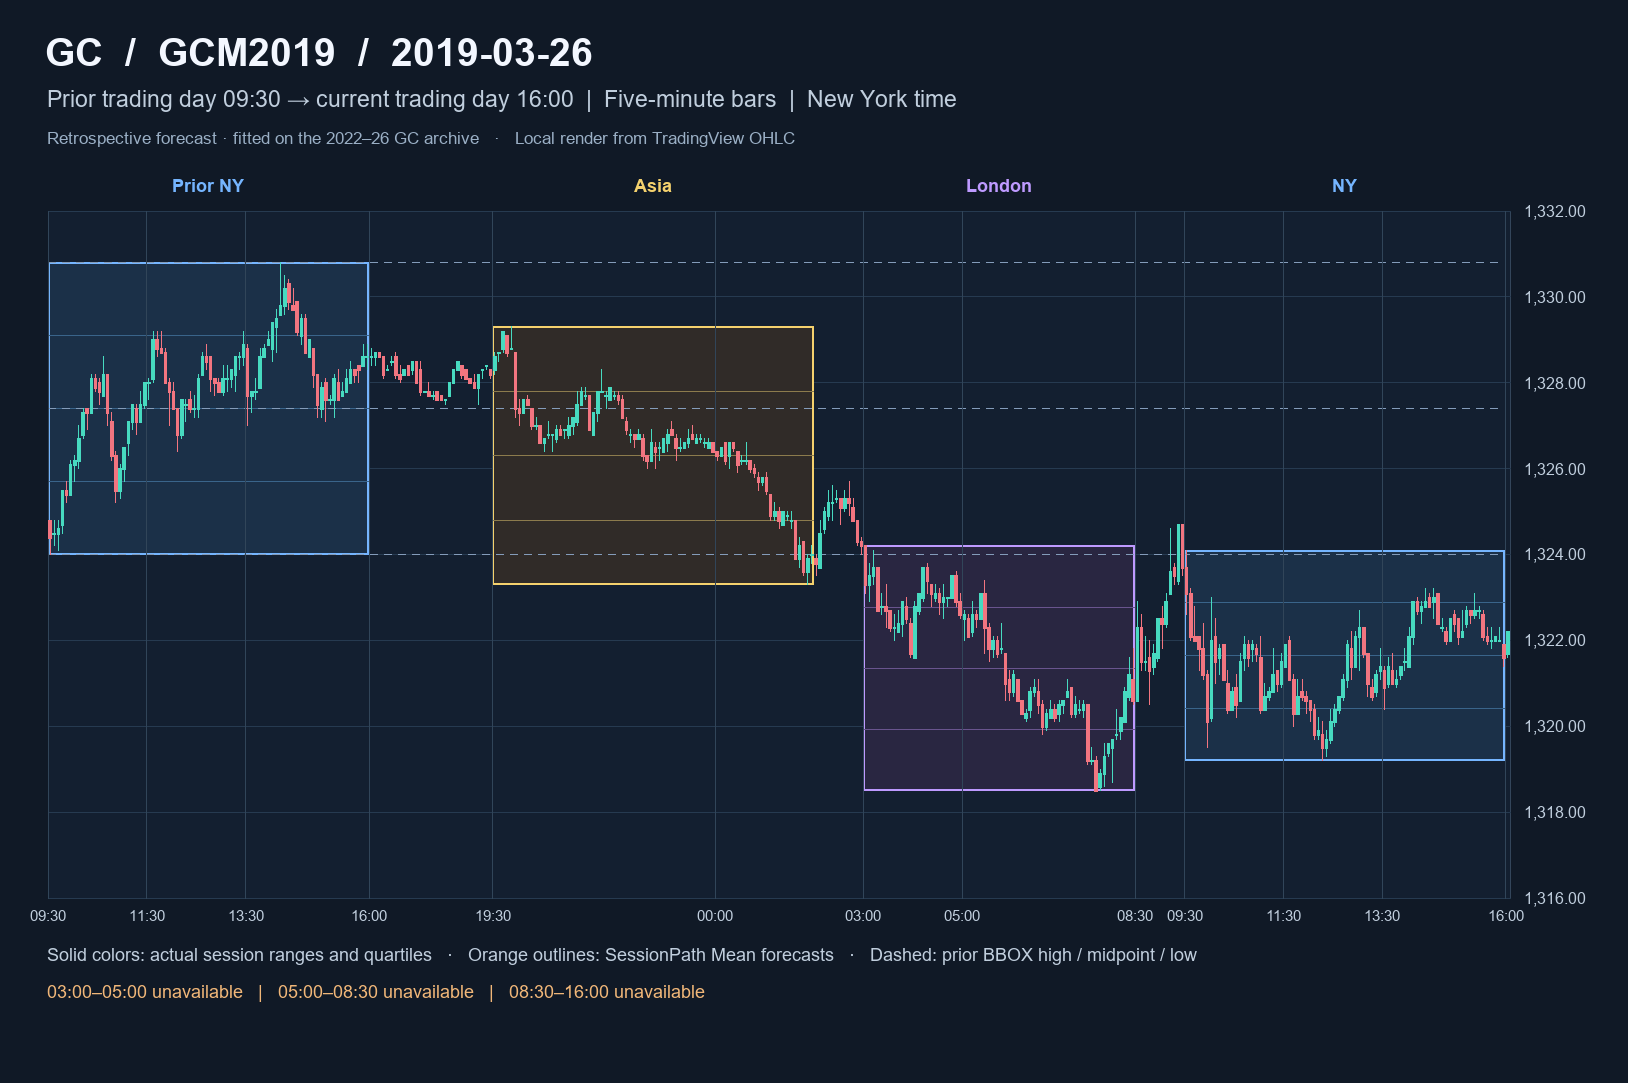 GC / GCM2019 / 2019-03-26
Prior trading day 09:30 → current trading day 16:00 | Five-minute bars | New York time
Retrospective forecast · fitted on the 2022–26 GC archive · Local render from TradingView OHLC
Prior NY Asia London NY
1,332.00
1,330.00
1,328.00
1,326.00
1,324.00
1,322.00
1,320.00
1,318.00
1,316.00
09:30 11:30 13:30 16:00 19:30 00:00 03:00 05:00 08:30 09:30 11:30 13:30 16:00
Solid colors: actual session ranges and quartiles · Orange outlines: SessionPath Mean forecasts · Dashed: prior BBOX high / midpoint / low
03:00–05:00 unavailable | 05:00–08:30 unavailable | 08:30–16:00 unavailable